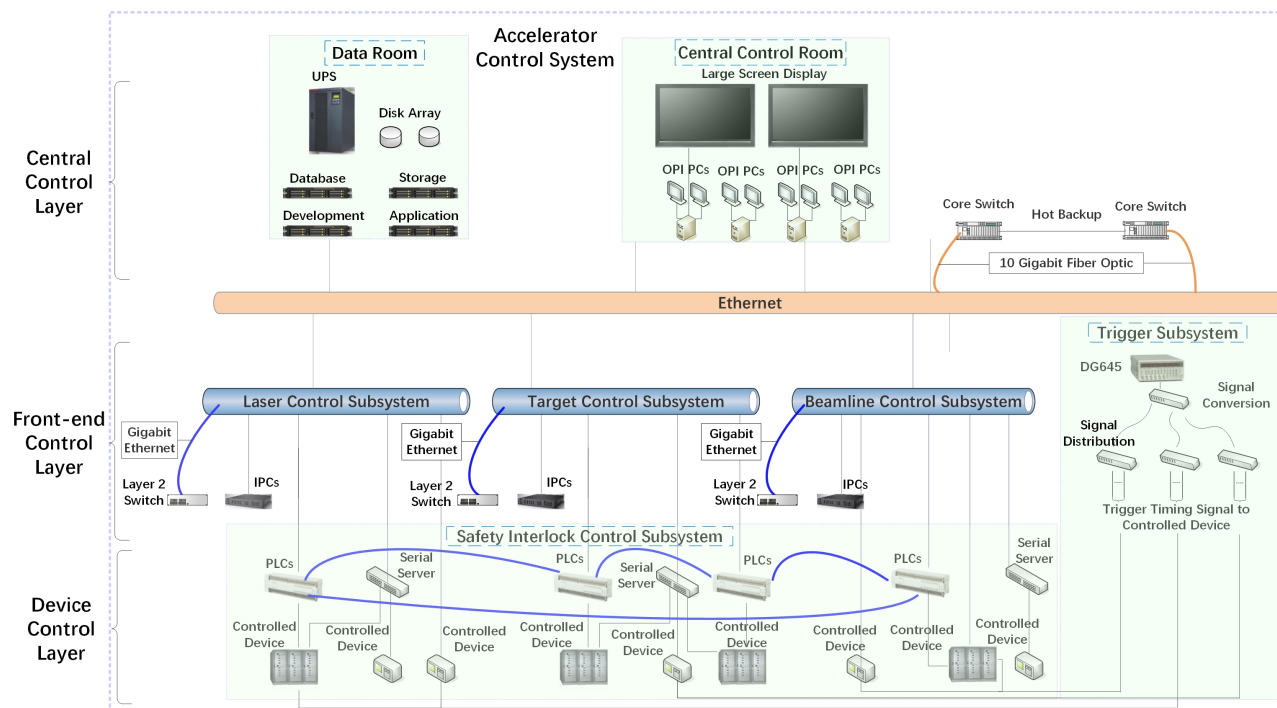 Accelerator
Control System
Data Room
UPS
Disk Array
Database
Storage
Development
Application
Central Control Room
Large Screen Display
OPI PCs
OPI PCs
OPI PCs
OPI PCs
Central
Control
Layer
Core Switch
Hot Backup
Core Switch
10 Gigabit Fiber Optic
Ethernet
Front-end
Control
Layer
Laser Control Subsystem
Gigabit
Ethernet
Layer 2
Switch
IPCs
Target Control Subsystem
Gigabit
Ethernet
Layer 2
Switch
IPCs
Beamline Control Subsystem
Gigabit
Ethernet
Layer 2
Switch
IPCs
Trigger Subsystem
DG645
Signal
Conversion
Signal
Distribution
Trigger Timing Signal to
Controlled Device
Device
Control
Layer
Safety Interlock Control Subsystem
PLCs
Serial
Server
PLCs
Serial
Server
PLCs
PLCs
Serial
Server
Controlled
Device
Controlled
Device
Controlled
Device
Controlled
Device
Controlled
Device
Controlled
Device
Controlled
Device
Controlled
Device
Controlled
Device